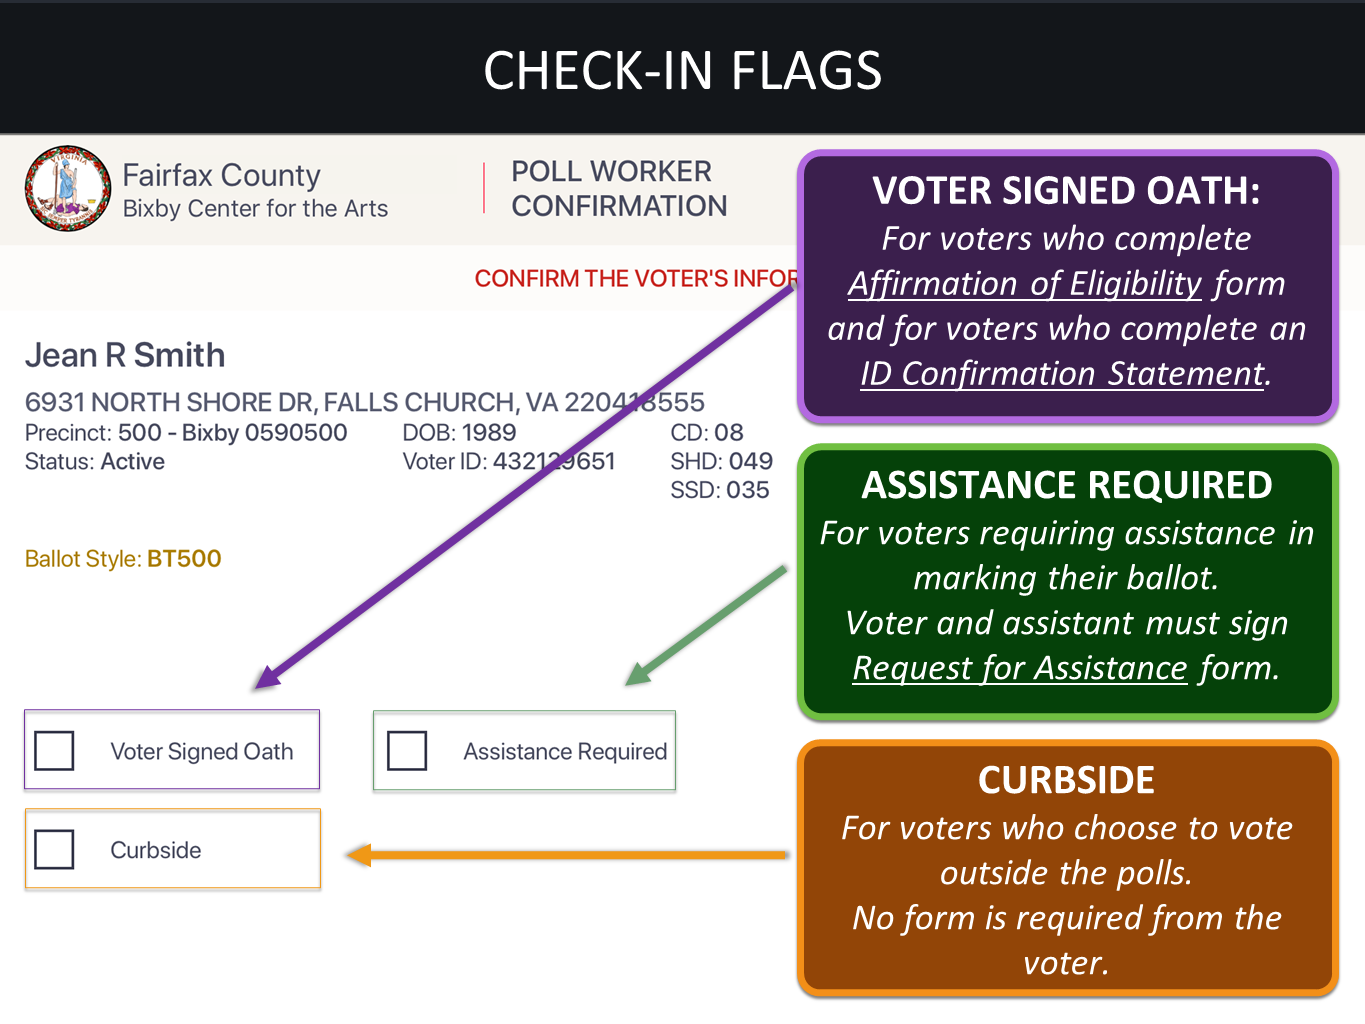 CHECK-IN FLAGS
VIRGINIA
Fairfax County
Bixby Center for the Arts
POLL WORKER
CONFIRMATION
CONFIRM THE VOTER'S INFOR
Jean R Smith
6931 NORTH SHORE DR, FALLS CHURCH, VA 220418555
Precinct: 500 - Bixby 0590500
DOB: 1989
CD: 08
Status: Active
Voter ID: 432129651
SHD: 049
SSD: 035
Ballot Style: BT500
Voter Signed Oath
Assistance Required
Curbside
VOTER SIGNED OATH:
For voters who complete
Affirmation of Eligibility form
and for voters who complete an
ID Confirmation Statement.
ASSISTANCE REQUIRED
For voters requiring assistance in
marking their ballot.
Voter and assistant must sign
Request for Assistance form.
CURBSIDE
For voters who choose to vote
outside the polls.
No form is required from the
voter.